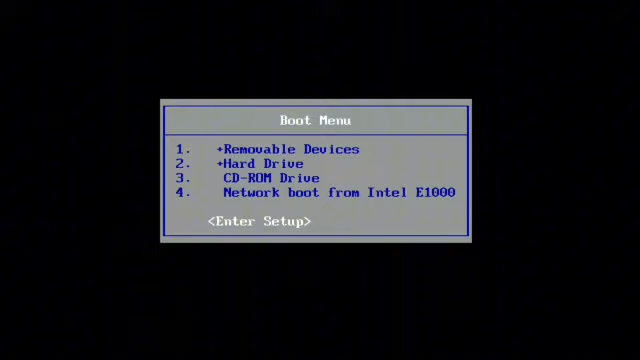 Boot Menu
1. +Removable Devices
2. +Hard Drive
3. CD-ROM Drive
4. Network boot from Intel E1000
<Enter Setup>